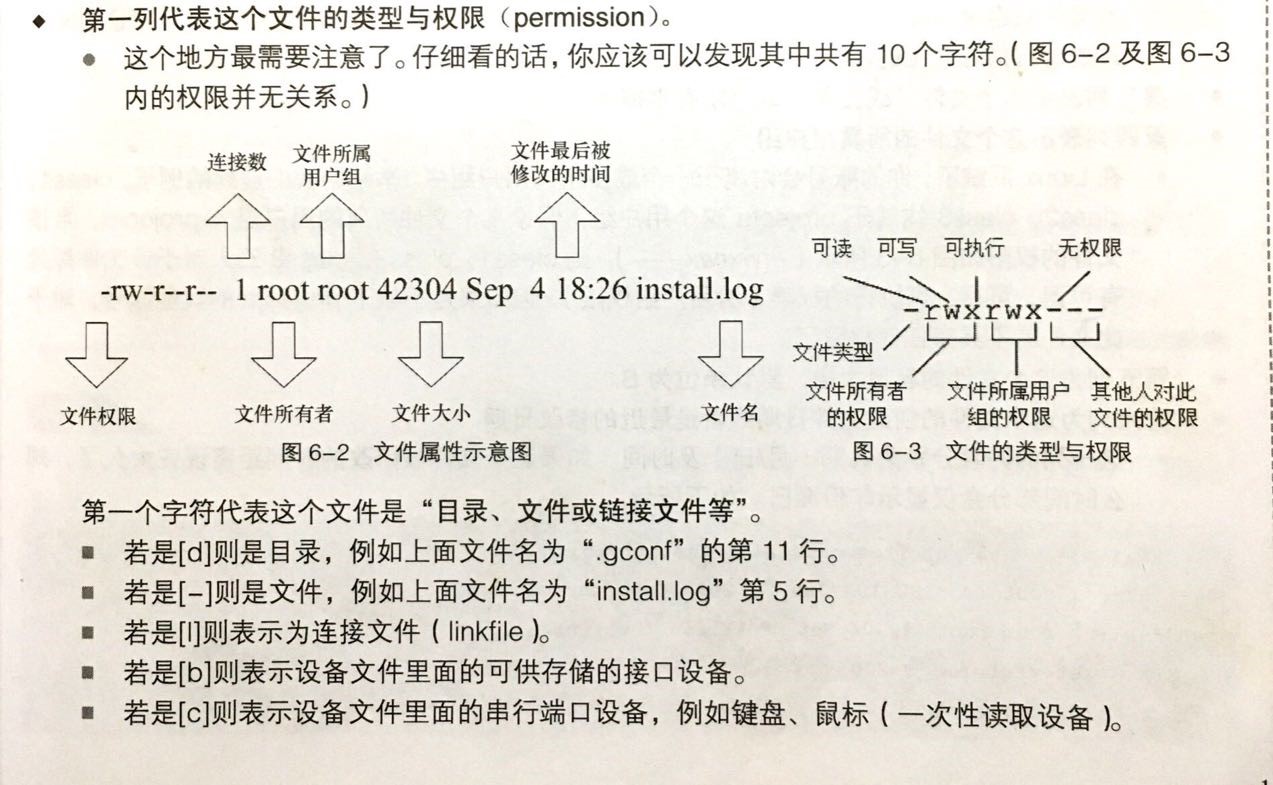 第一列代表这个文件的类型与权限（permission）。
这个地方最需要注意了。仔细看的话，你应该可以发现其中共有 10 个字符。（图 6-2 及图 6-3
内的权限并无关系。）
连接数
文件所属
用户组
文件最后被
修改的时间
-rw-r-r-- 1 root root 42304 Sep 4 18:26 install.log
文件权限
文件所有者
文件大小
文件名
图 6-2 文件属性示意图
可读 可写 可执行 无权限
-rwxrwx---
文件类型
文件所有者
的权限
文件所属用户
组的权限
其他人对此
文件的权限
图 6-3 文件的类型与权限
第一个字符代表这个文件是“目录、文件或链接文件等”。
若是[d]则是目录，例如上面文件名为“.gconf”的第 11 行。
若是[-]则是文件，例如上面文件名为“install.log”第 5 行。
若是[l]则表示为连接文件（linkfile）。
若是[b]则表示设备文件里面的可供存储的接口设备。
若是[c]则表示设备文件里面的串行端口设备，例如键盘、鼠标（一次性读取设备）。